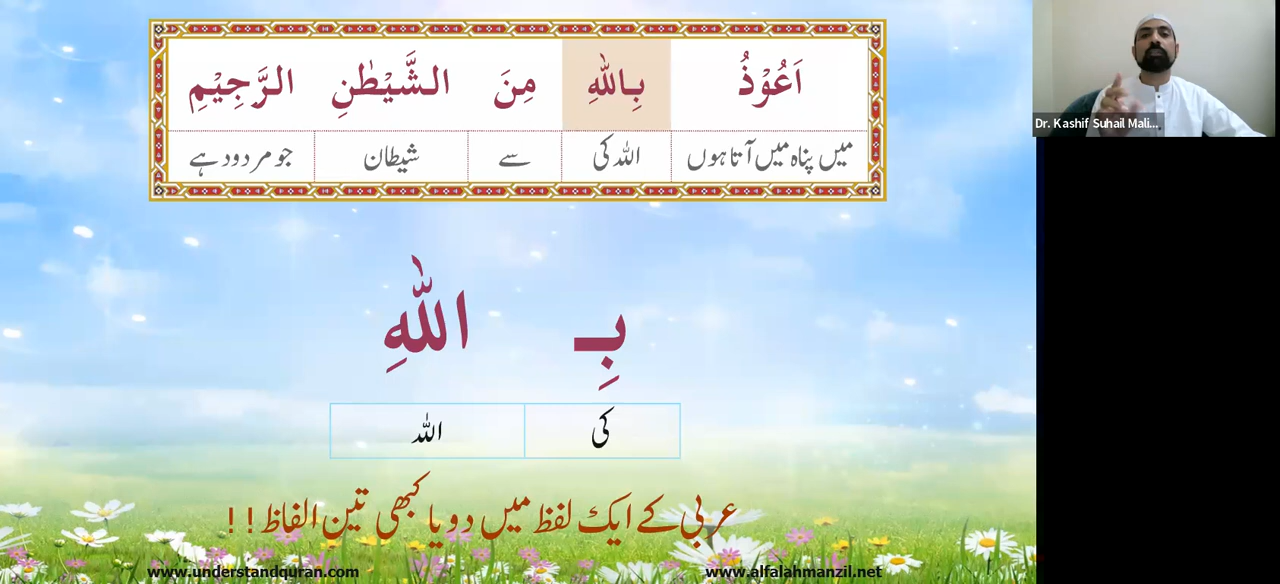 اَعُوْذُ بِاللّٰهِ مِنَ الشَّيْطٰنِ الرَّجِيْمِ
میں پناہ میں آتا ہوں اللہ کی سے شیطان جو مردود ہے
Dr. Kashif Suhail Mali...
بِـ اللّٰهِ
کی اللہ
عربی کے ایک لفظ میں دو یا کبھی تین الفاظ!!
www.understandquran.com www.alfalahmanzil.net